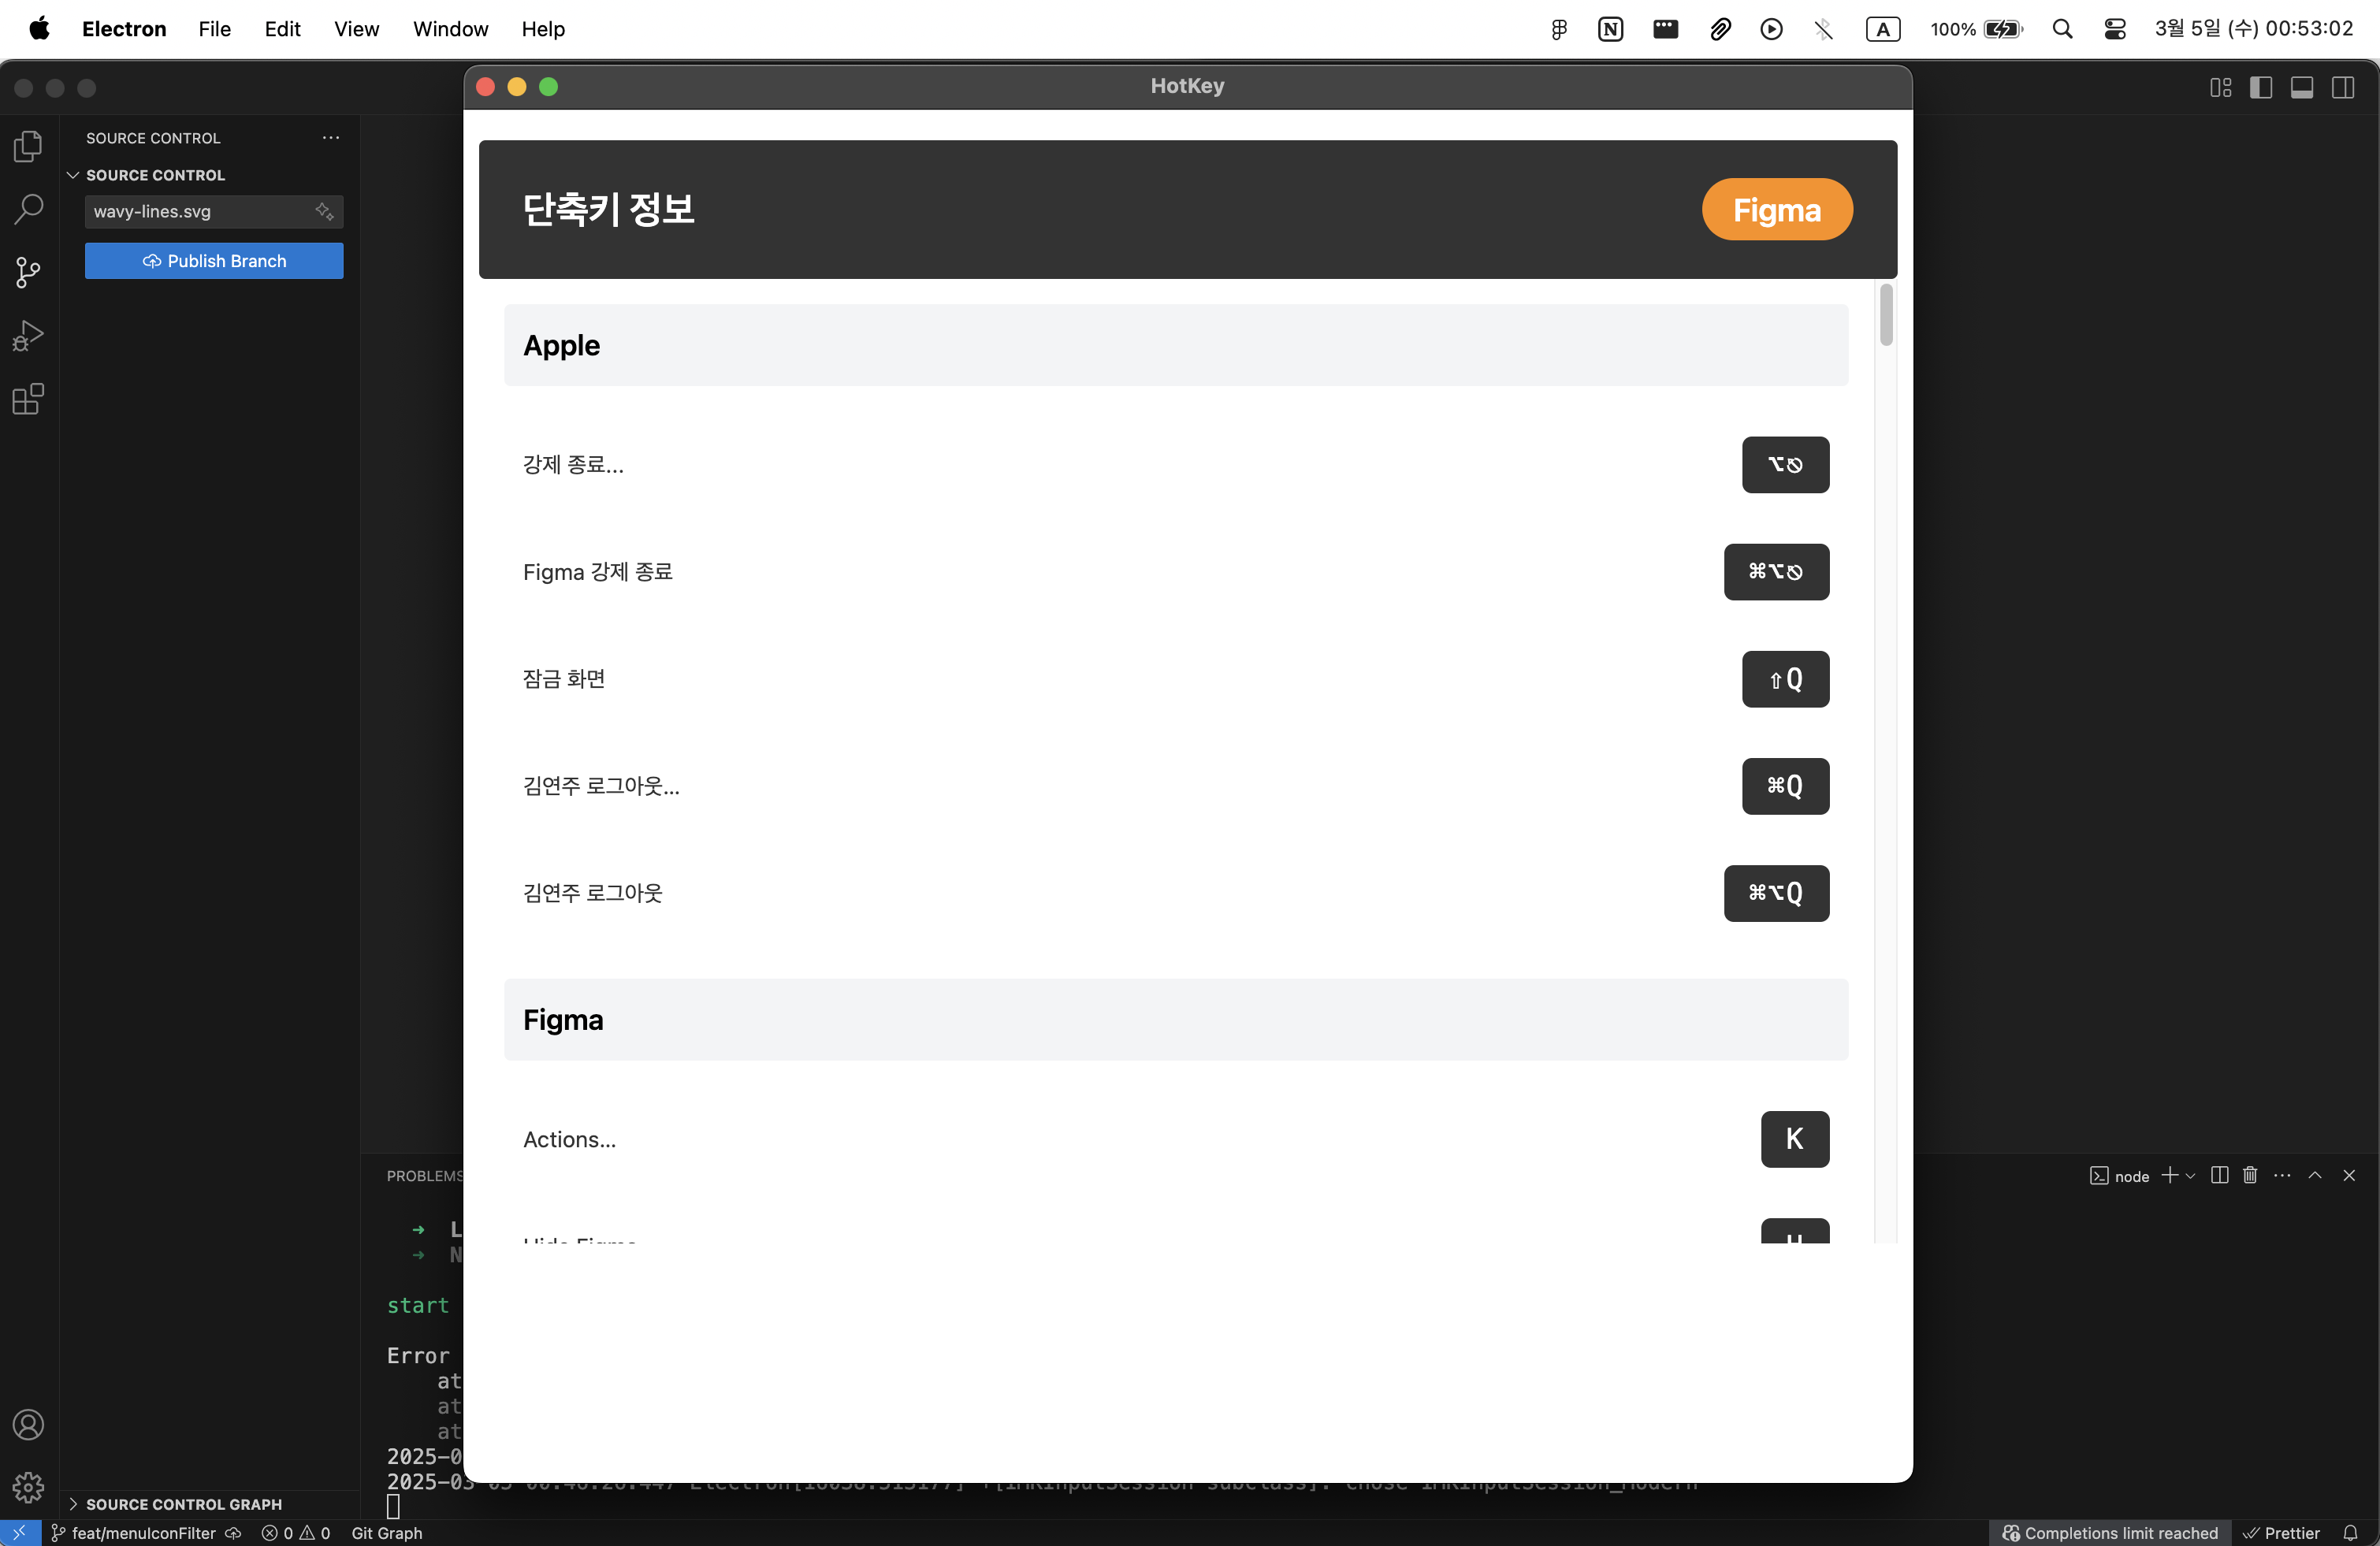 Electron File Edit View Window Help
A 100% 3월 5일 (수) 00:53:02
HotKey
SOURCE CONTROL
SOURCE CONTROL
wavy-lines.svg
Publish Branch
단축키 정보
Figma
Apple
강제 종료... ⌥⎋
Figma 강제 종료 ⌘⌥⎋
잠금 화면 ⇧Q
김연주 로그아웃... ⌘Q
김연주 로그아웃 ⌘⌥Q
Figma
Actions... K
PROBLEMS
node
→ L
→ N
start
Error
at
at
at
2025-0
SOURCE CONTROL GRAPH
feat/menuIconFilter 0 0 Git Graph
Completions limit reached Prettier